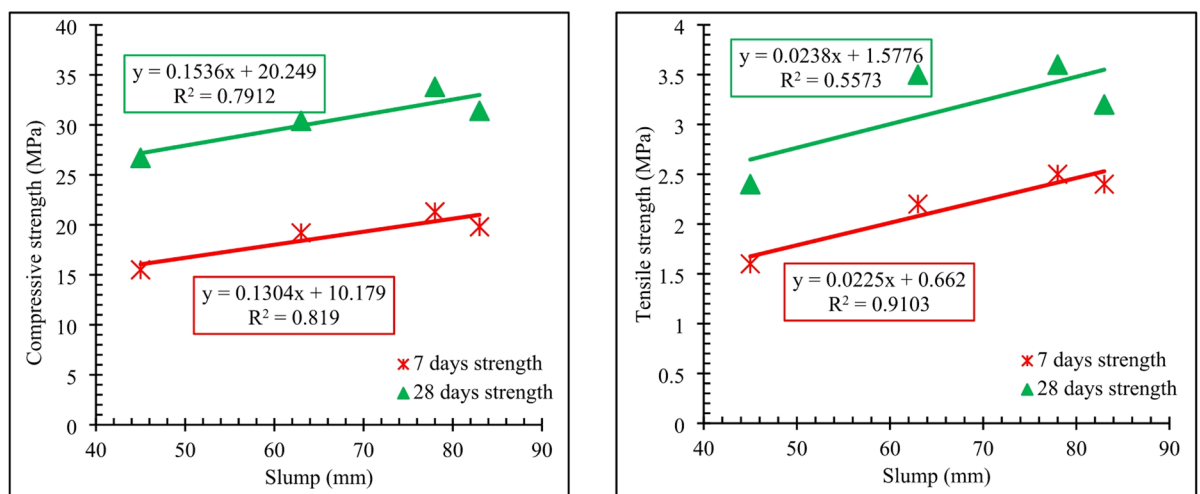 40
35
30
25
20
15
10
5
0
Compressive strength (MPa)
y = 0.1536x + 20.249
R² = 0.7912
y = 0.1304x + 10.179
R² = 0.819
7 days strength
28 days strength
40 50 60 70 80 90
Slump (mm)
4
3.5
3
2.5
2
1.5
1
0.5
0
Tensile strength (MPa)
y = 0.0238x + 1.5776
R² = 0.5573
y = 0.0225x + 0.662
R² = 0.9103
7 days strength
28 days strength
40 50 60 70 80 90
Slump (mm)